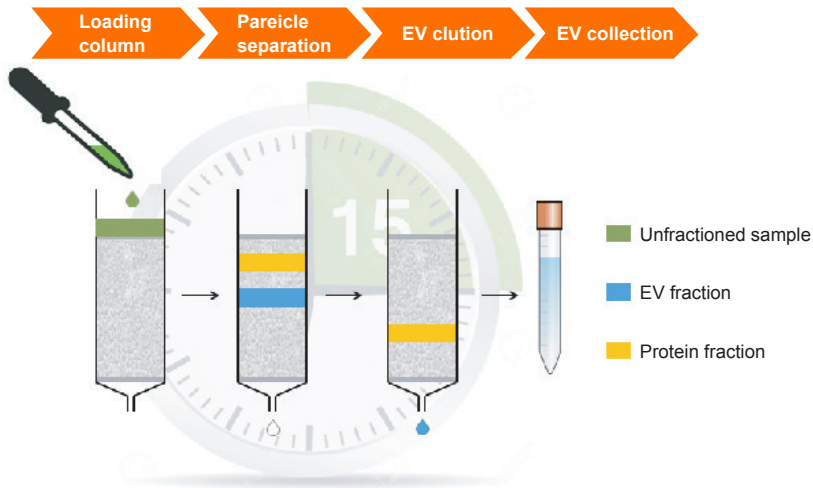 Loading
column
Pareicle
separation
EV clution
EV collection
15
Unfractioned sample
EV fraction
Protein fraction